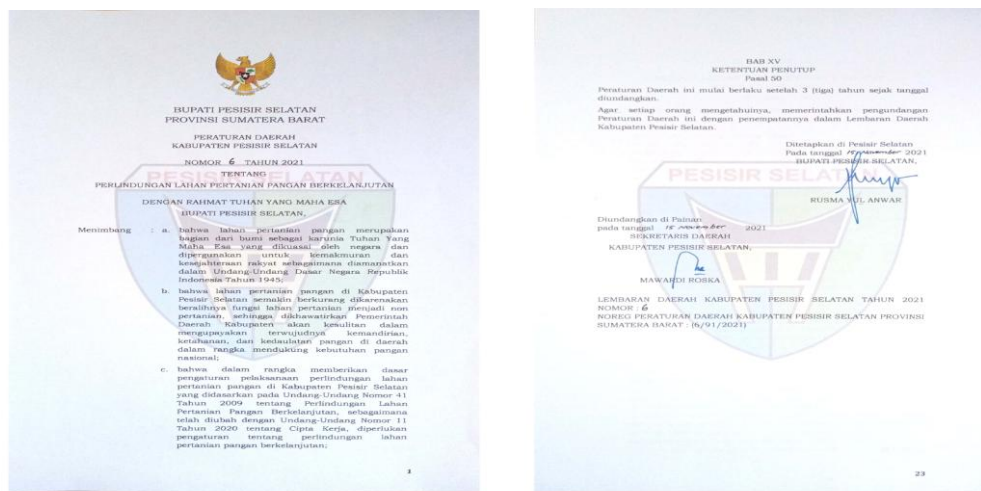 BUPATI PESISIR SELATAN
PROVINSI SUMATERA BARAT
PERATURAN DAERAH
KABUPATEN PESISIR SELATAN
NOMOR 6 TAHUN 2021
TENTANG
PERLINDUNGAN LAHAN PERTANIAN PANGAN BERKELANJUTAN
DENGAN RAHMAT TUHAN YANG MAHA ESA
BUPATI PESISIR SELATAN,
Menimbang : a. bahwa lahan pertanian pangan merupakan
bagian dari bumi sebagai karunia Tuhan Yang
Maha Esa yang dikuasai oleh negara dan
dipergunakan untuk kemakmuran dan
kesejahteraan rakyat sebagaimana diamanatkan
dalam Undang-Undang Dasar Negara Republik
Indonesia Tahun 1945;
b. bahwa lahan pertanian pangan di Kabupaten
Pesisir Selatan semakin berkurang dikarenakan
beralihnya fungsi lahan pertanian menjadi non
pertanian, sehingga dikhawatirkan Pemerintah
Daerah Kabupaten akan kesulitan dalam
mengupayakan terwujudnya kemandirian,
ketahanan, dan kedaulatan pangan di daerah
dalam rangka mendukung kebutuhan pangan
nasional;
c. bahwa dalam rangka memberikan dasar
pengaturan pelaksanaan perlindungan lahan
pertanian pangan di Kabupaten Pesisir Selatan
yang didasarkan pada Undang-Undang Nomor 41
Tahun 2009 tentang Perlindungan Lahan
Pertanian Pangan Berkelanjutan, sebagaimana
telah diubah dengan Undang-Undang Nomor 11
Tahun 2020 tentang Cipta Kerja, diperlukan
pengaturan tentang perlindungan lahan
pertanian pangan berkelanjutan;
1
PESISIR SELATAN
BAB XV
KETENTUAN PENUTUP
Pasal 50
Peraturan Daerah ini mulai berlaku setelah 3 (tiga) tahun sejak tanggal
diundangkan.
Agar setiap orang mengetahuinya, memerintahkan pengundangan
Peraturan Daerah ini dengan penempatannya dalam Lembaran Daerah
Kabupaten Pesisir Selatan.
Ditetapkan di Pesisir Selatan
Pada tanggal November 2021
BUPATI PESISIR SELATAN,
PESISIR SELATAN
RUSMA YUL ANWAR
Diundangkan di Painan
pada tanggal 15 November 2021
SEKRETARIS DAERAH
KABUPATEN PESISIR SELATAN,
MAWARDI ROSKA
LEMBARAN DAERAH KABUPATEN PESISIR SELATAN TAHUN 2021
NOMOR : 6
NOREG PERATURAN DAERAH KABUPATEN PESISIR SELATAN PROVINSI
SUMATERA BARAT : (6/91/2021)
23